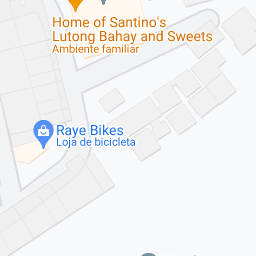 Home of Santino's
Lutong Bahay and Sweets
Ambiente familiar
Raye Bikes
Loja de bicicleta